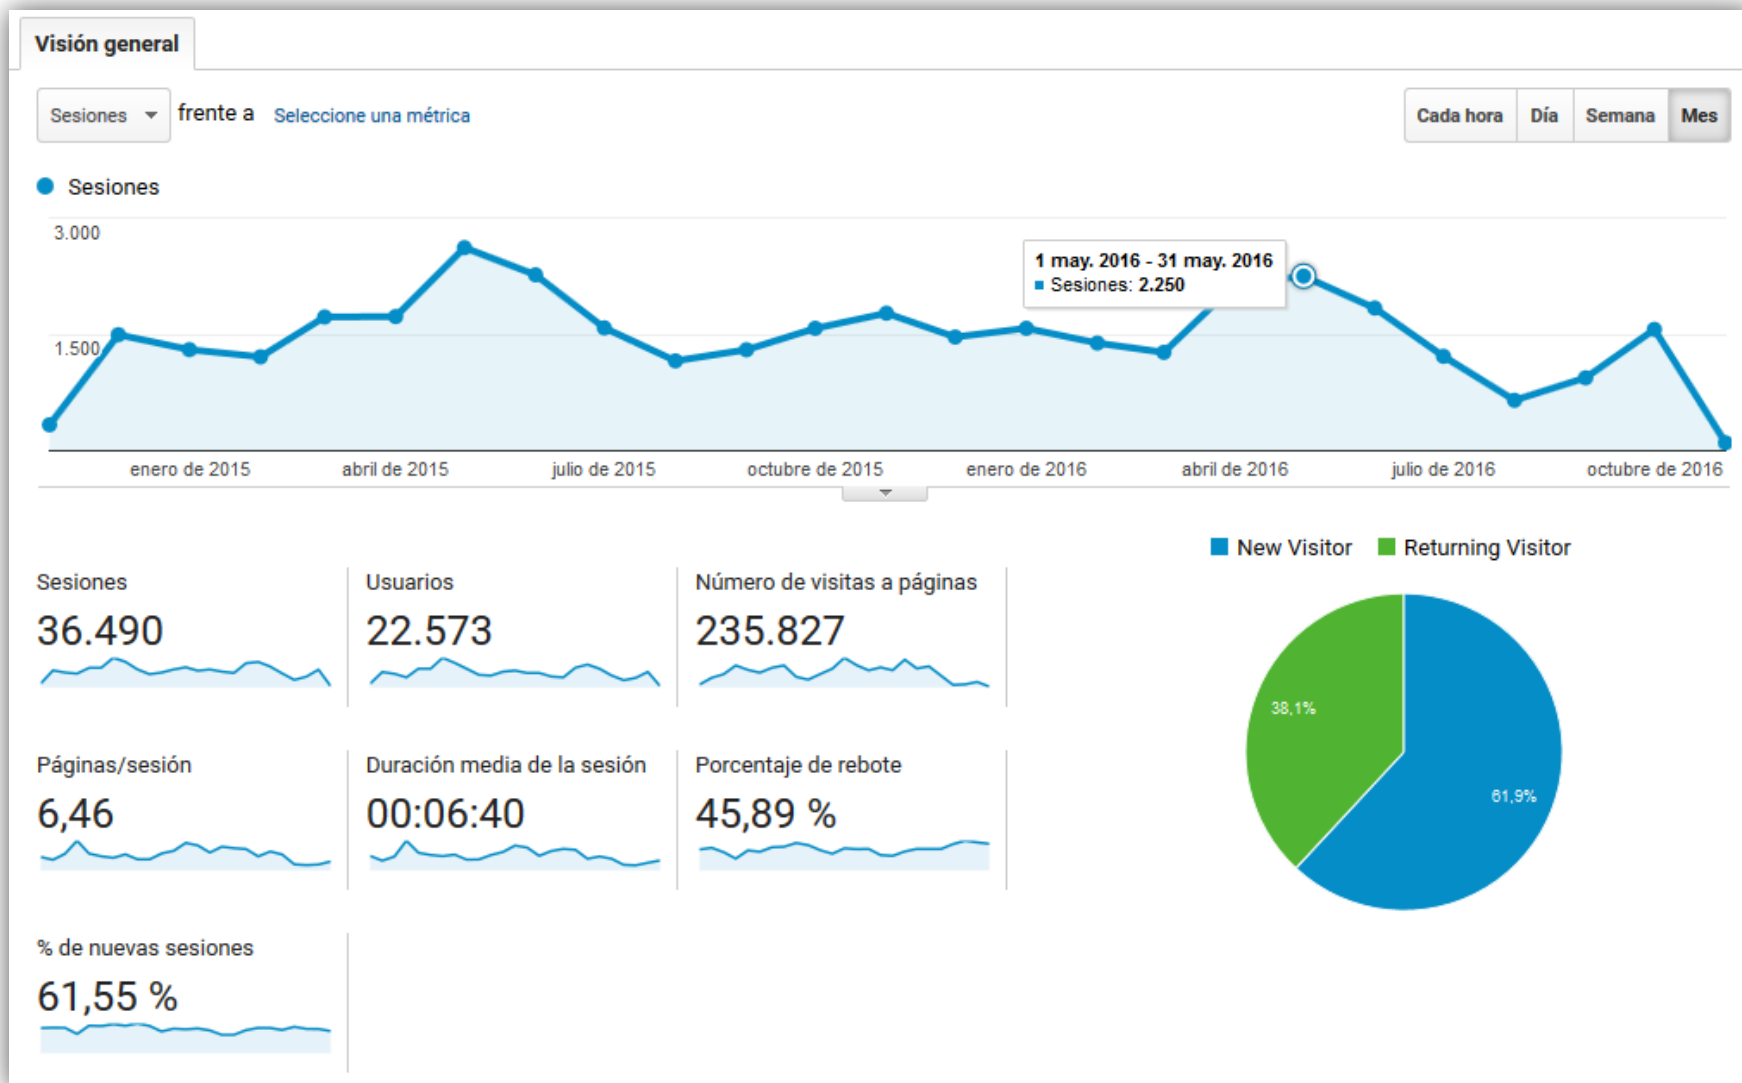 Visión general
Sesiones frente a Seleccione una métrica
Cada hora Día Semana Mes
Sesiones
3.000
1 may. 2016 - 31 may. 2016
Sesiones: 2.250
1.500
enero de 2015 abril de 2015 julio de 2015 octubre de 2015 enero de 2016 abril de 2016 julio de 2016 octubre de 2016
New Visitor Returning Visitor
Sesiones
36.490
Usuarios
22.573
Número de visitas a páginas
235.827
38,1%
61,9%
Páginas/sesión
6,46
Duración media de la sesión
00:06:40
Porcentaje de rebote
45,89 %
% de nuevas sesiones
61,55 %